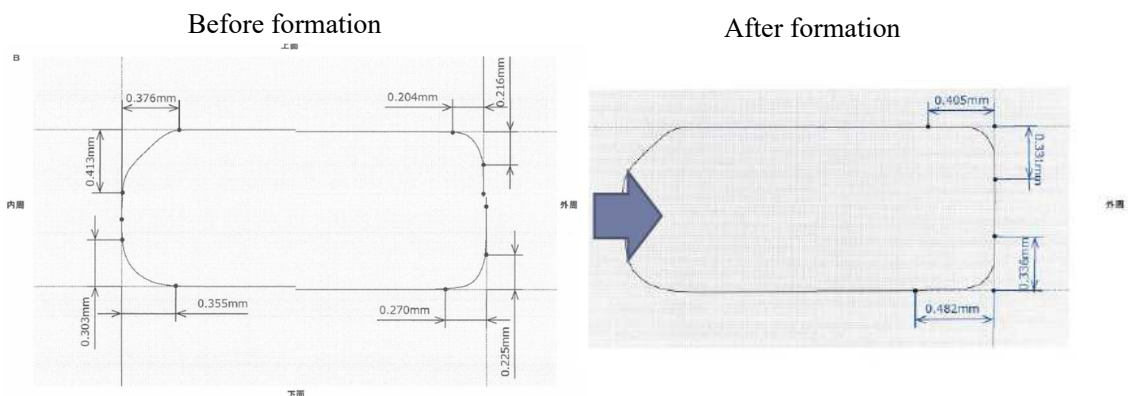 Before formation
After formation
上面
B
0.376mm
0.204mm
0.216mm
0.413mm
内周
外周
0.303mm
0.355mm
0.270mm
0.225mm
下面
0.405mm
0.331mm
外周
0.336mm
0.482mm